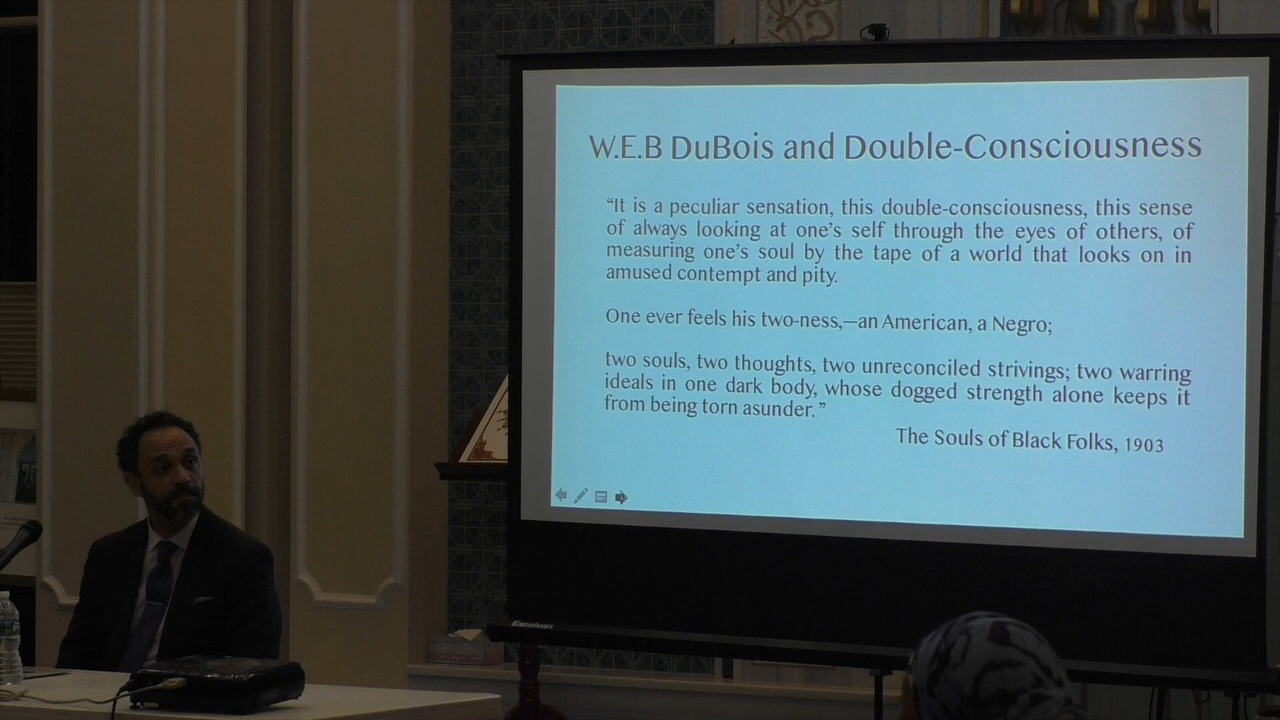 W.E.B DuBois and Double-Consciousness
“It is a peculiar sensation, this double-consciousness, this sense
of always looking at one’s self through the eyes of others, of
measuring one’s soul by the tape of a world that looks on in
amused contempt and pity.
One ever feels his two-ness,—an American, a Negro;
two souls, two thoughts, two unreconciled strivings; two warring
ideals in one dark body, whose dogged strength alone keeps it
from being torn asunder.”
The Souls of Black Folks, 1903
Excelvan